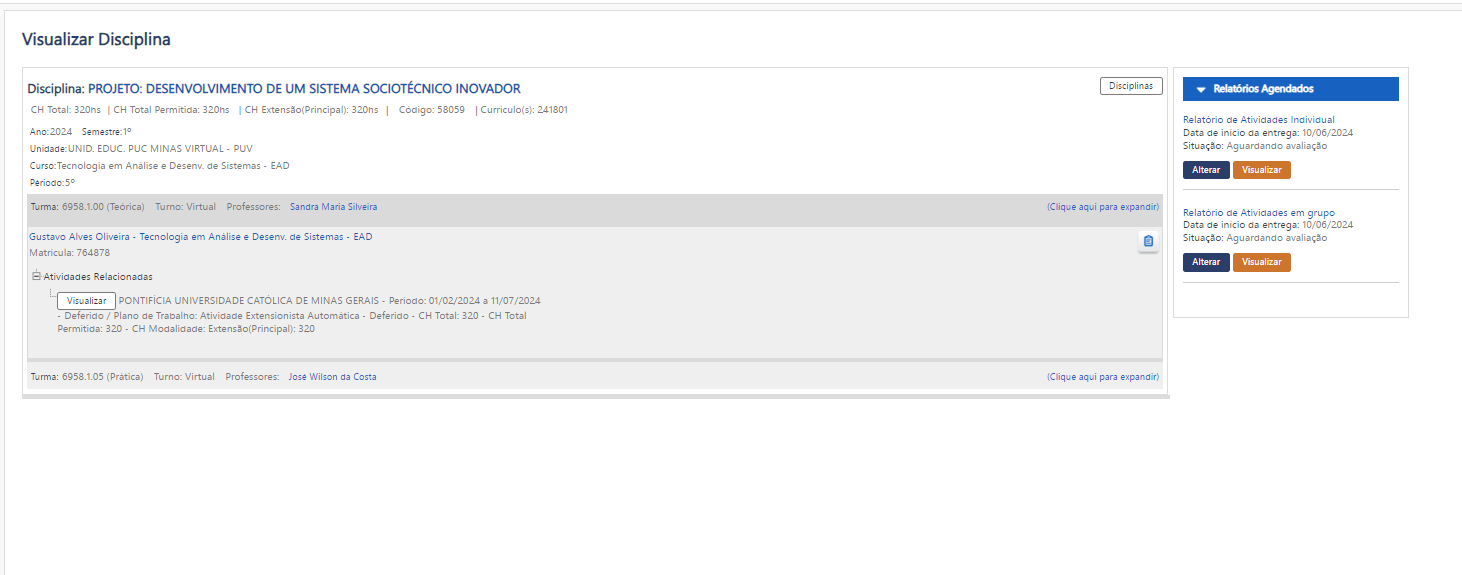 Visualizar Disciplina
Disciplina: PROJETO: DESENVOLVIMENTO DE UM SISTEMA SOCIOTÉCNICO INOVADOR
Disciplinas
CH Total: 320hs | CH Total Permitida: 320hs | CH Extensão(Principal): 320hs | Código: 58059 | Curriculo(s): 241801
Ano:2024 Semestre:1º
Unidade:UNID. EDUC. PUC MINAS VIRTUAL - PUV
Curso:Tecnologia em Análise e Desenv. de Sistemas - EAD
Período:5º
Turma: 6958.1.00 (Teórica) Turno: Virtual Professores: Sandra Maria Silveira (Clique aqui para expandir)
Gustavo Alves Oliveira - Tecnologia em Análise e Desenv. de Sistemas - EAD
Matrícula: 764878
Atividades Relacionadas
Visualizar PONTIFÍCIA UNIVERSIDADE CATÓLICA DE MINAS GERAIS - Periodo: 01/02/2024 a 11/07/2024
- Deferido / Plano de Trabalho: Atividade Extensionista Automática - Deferido - CH Total: 320 - CH Total
Permitida: 320 - CH Modalidade: Extensão(Principal): 320
Turma: 6958.1.05 (Prática) Turno: Virtual Professores: José Wilson da Costa (Clique aqui para expandir)
Relatórios Agendados
Relatório de Atividades Individual
Data de início da entrega: 10/06/2024
Situação: Aguardando avaliação
Alterar Visualizar
Relatório de Atividades em grupo
Data de início da entrega: 10/06/2024
Situação: Aguardando avaliação
Alterar Visualizar